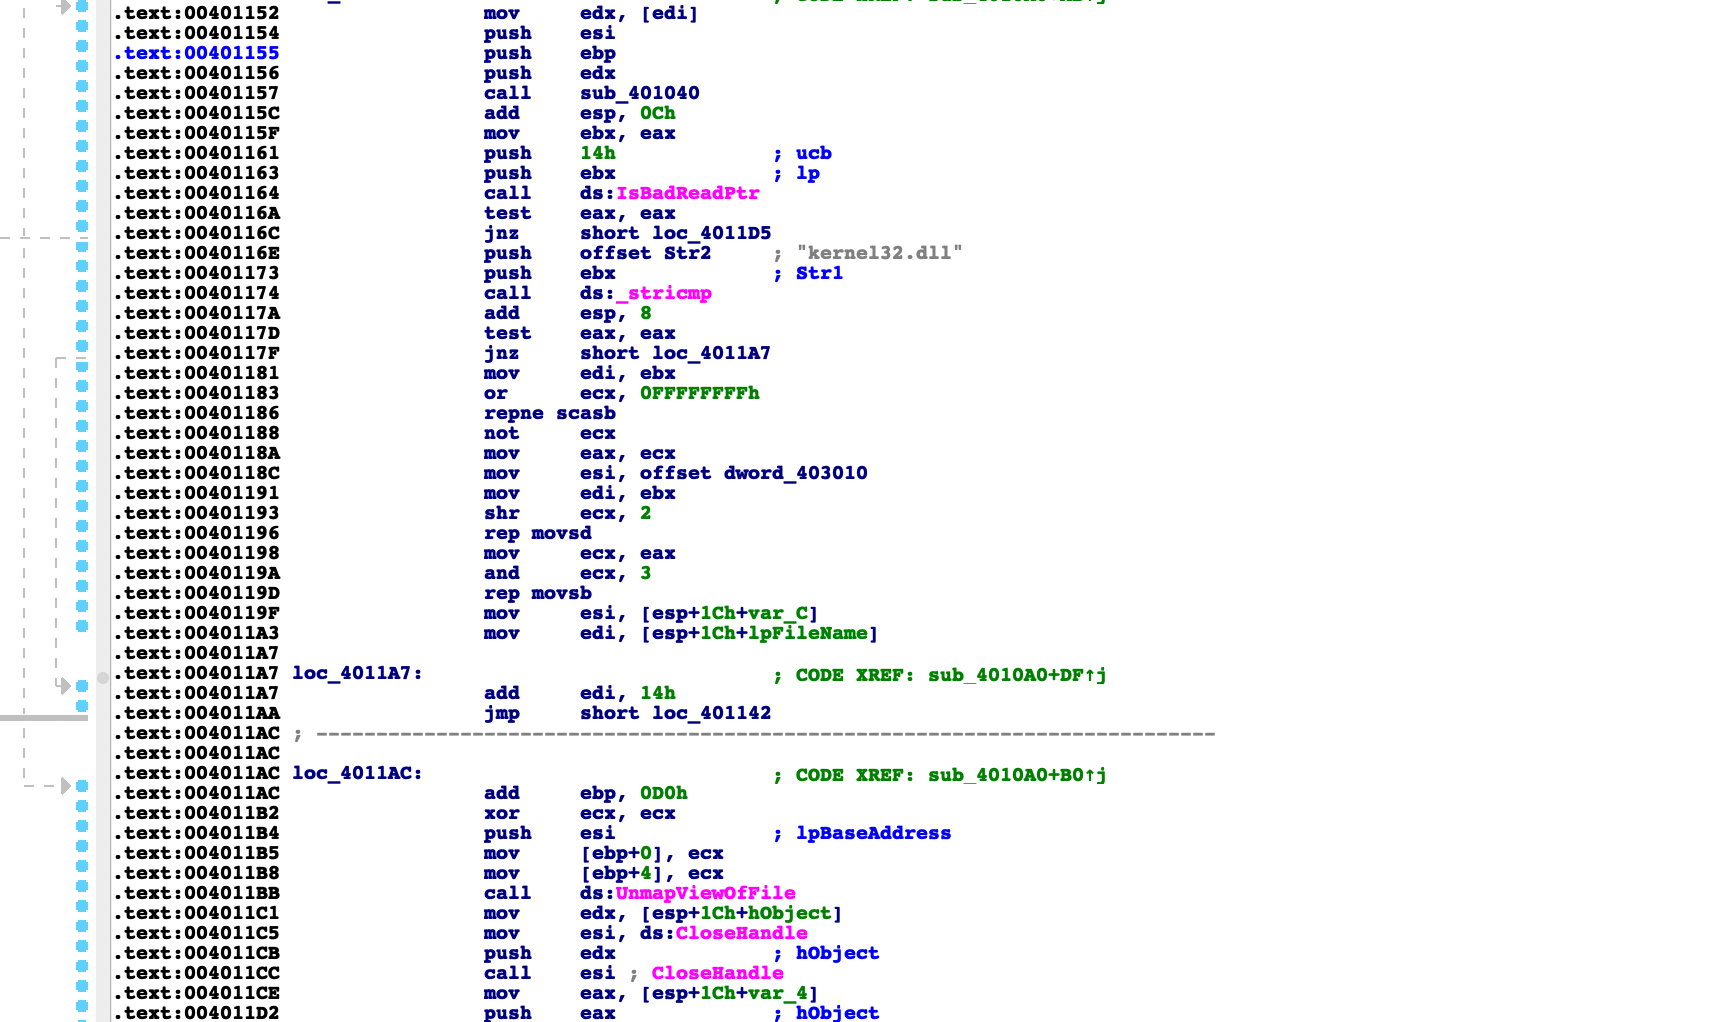 .text:00401152 mov edx, [edi]
.text:00401154 push esi
.text:00401155 push ebp
.text:00401156 push edx
.text:00401157 call sub_401040
.text:0040115C add esp, 0Ch
.text:0040115F mov ebx, eax
.text:00401161 push 14h ; ucb
.text:00401163 push ebx ; lp
.text:00401164 call ds:IsBadReadPtr
.text:0040116A test eax, eax
.text:0040116C jnz short loc_4011D5
.text:0040116E push offset Str2 ; "kernel32.dll"
.text:00401173 push ebx ; Str1
.text:00401174 call ds:_stricmp
.text:0040117A add esp, 8
.text:0040117D test eax, eax
.text:0040117F jnz short loc_4011A7
.text:00401181 mov edi, ebx
.text:00401183 or ecx, 0FFFFFFFFh
.text:00401186 repne scasb
.text:00401188 not ecx
.text:0040118A mov eax, ecx
.text:0040118C mov esi, offset dword_403010
.text:00401191 mov edi, ebx
.text:00401193 shr ecx, 2
.text:00401196 rep movsd
.text:00401198 mov ecx, eax
.text:0040119A and ecx, 3
.text:0040119D rep movsb
.text:0040119F mov esi, [esp+1Ch+var_C]
.text:004011A3 mov edi, [esp+1Ch+lpFileName]
.text:004011A7
.text:004011A7 loc_4011A7: ; CODE XREF: sub_4010A0+DF↑j
.text:004011A7 add edi, 14h
.text:004011AA jmp short loc_401142
.text:004011AC ; ---------------------------------------------------------------------------
.text:004011AC
.text:004011AC loc_4011AC: ; CODE XREF: sub_4010A0+B0↑j
.text:004011AC add ebp, 0D0h
.text:004011B2 xor ecx, ecx
.text:004011B4 push esi ; lpBaseAddress
.text:004011B5 mov [ebp+0], ecx
.text:004011B8 mov [ebp+4], ecx
.text:004011BB call ds:UnmapViewOfFile
.text:004011C1 mov edx, [esp+1Ch+hObject]
.text:004011C5 mov esi, ds:CloseHandle
.text:004011CB push edx ; hObject
.text:004011CC call esi ; CloseHandle
.text:004011CE mov eax, [esp+1Ch+var_4]
.text:004011D2 push eax ; hObject